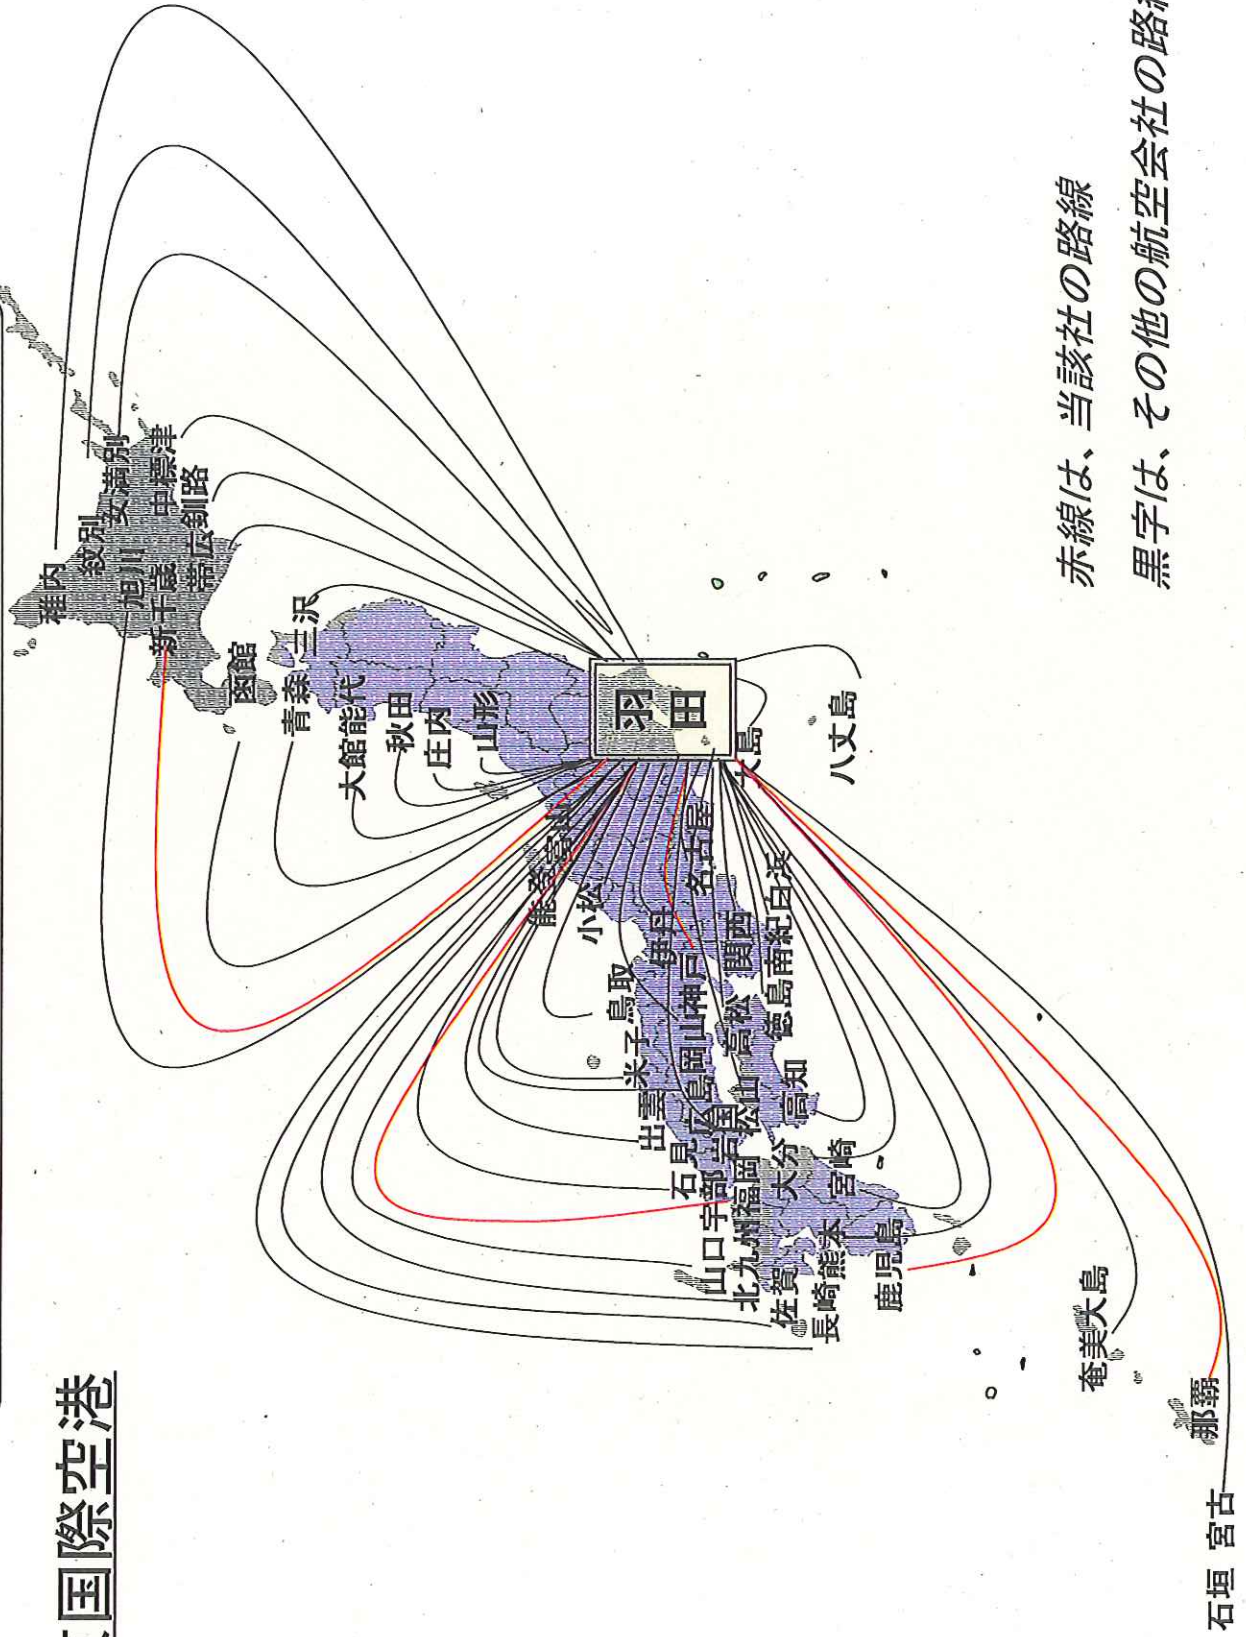 国際空港
稚内
紋別
旭川
女満別
新千歳
中標津
帯広
釧路
函館
青森
三沢
大館能代
秋田
庄内
山形
羽田
大島
八丈島
能登
富山
小松
名古屋
伊丹
関西
神戸
南紀白浜
鳥取
米子
岡山
高松
徳島
出雲
広島
松山
高知
石見
岩国
山口宇部
福岡
大分
宮崎
北九州
佐賀
長崎
熊本
鹿児島
奄美大島
那覇
石垣 宮古
赤線は、当該社の路線
黒字は、その他の航空会社の路線